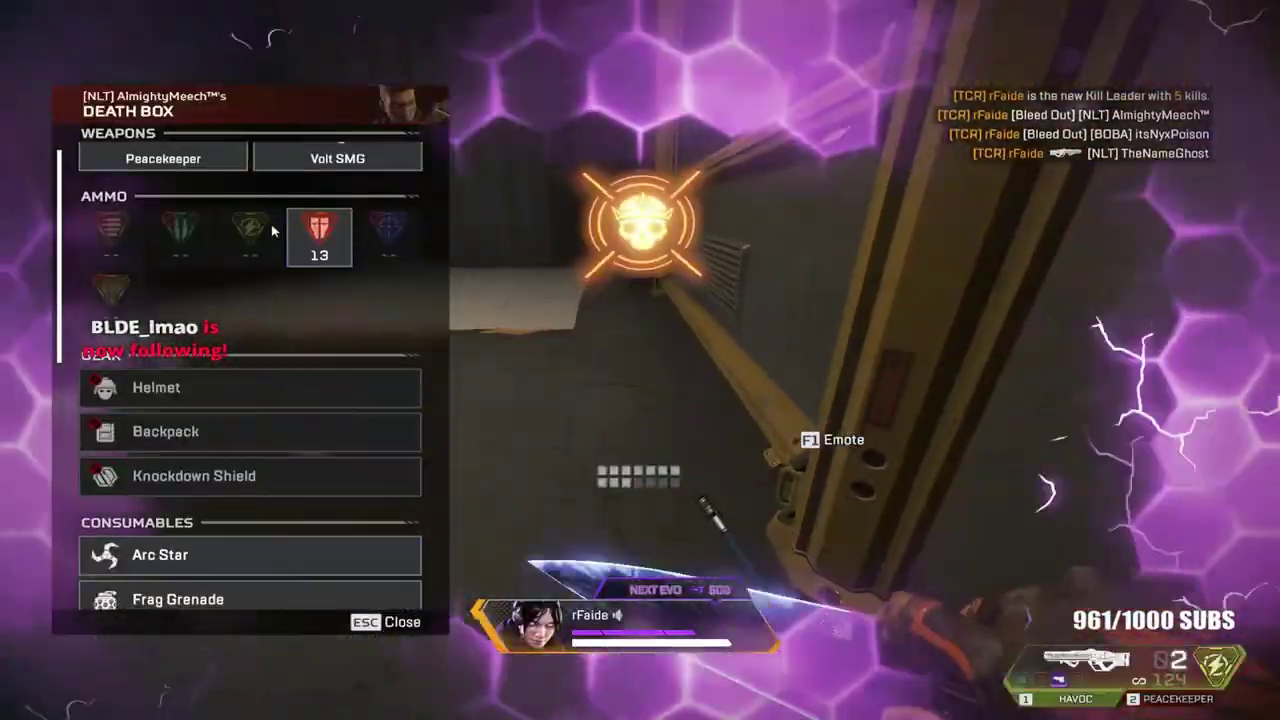 [NLT] AlmightyMeech™'s
DEATH BOX
WEAPONS
Peacekeeper
Volt SMG
AMMO
--
--
--
13
--
BLDE_lmao is
now following!
GEAR
Helmet
Backpack
Knockdown Shield
CONSUMABLES
Arc Star
Frag Grenade
ESC Close
[TCR] rFaide is the new Kill Leader with 5 kills.
[TCR] rFaide [Bleed Out] [NLT] AlmightyMeech™
[TCR] rFaide [Bleed Out] [BOBA] itsNyxPoison
[TCR] rFaide [NLT] TheNameGhost
F1 Emote
NEXT EVO 600
rFaide
961/1000 SUBS
02
∞ 124
1 HAVOC
2 PEACEKEEPER